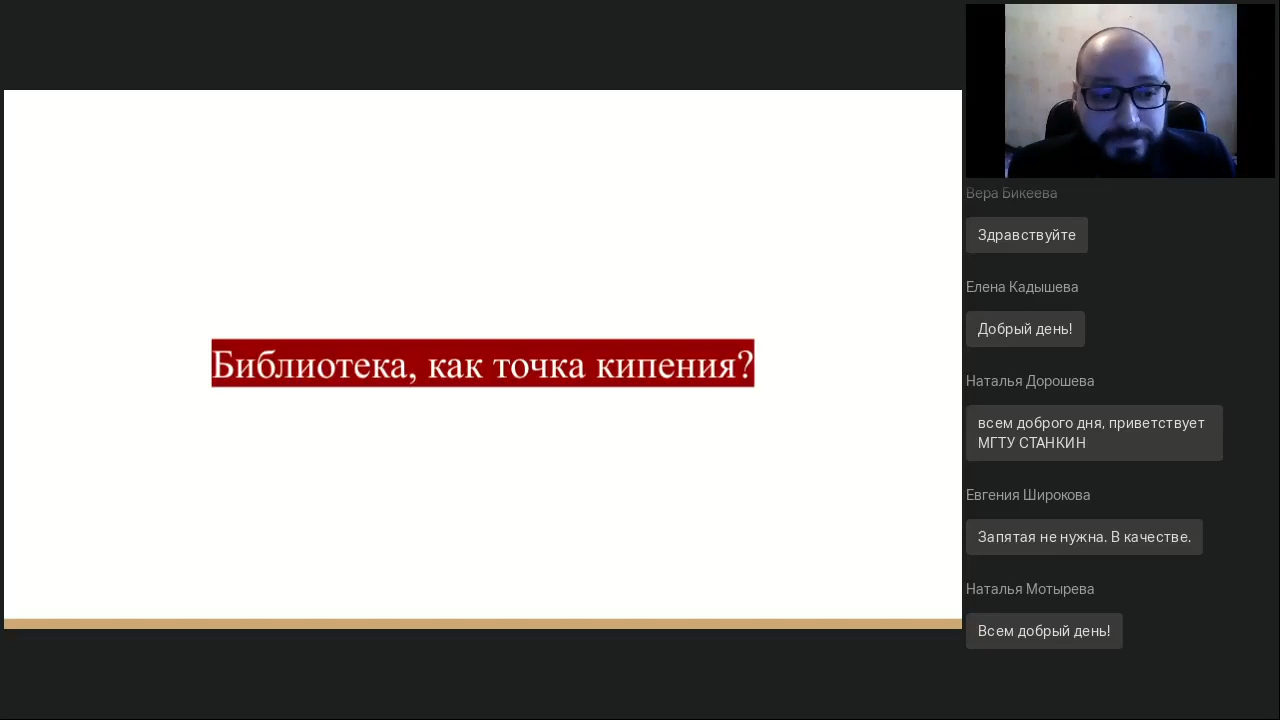 Библиотека, как точка кипения?
Вера Бикеева
Здравствуйте
Елена Кадышева
Добрый день!
Наталья Дорошева
всем доброго дня, приветствует
МГТУ СТАНКИН
Евгения Широкова
Запятая не нужна. В качестве.
Наталья Мотырева
Всем добрый день!